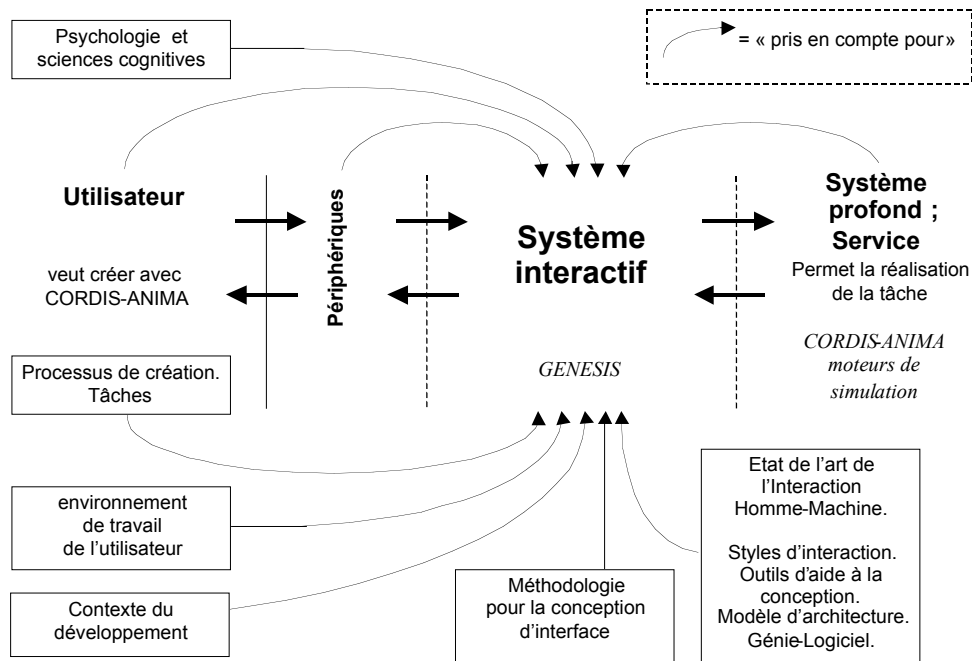 Psychologie et
sciences cognitives
= « pris en compte pour»
Utilisateur
veut créer avec
CORDIS-ANIMA
Périphériques
Système
interactif
GENESIS
Système
profond ;
Service
Permet la réalisation
de la tâche
CORDIS-ANIMA
moteurs de
simulation
Processus de création.
Tâches
environnement
de travail
de l'utilisateur
Contexte du
développement
Méthodologie
pour la conception
d'interface
Etat de l'art de
l'Interaction
Homme-Machine.
Styles d'interaction.
Outils d'aide à la
conception.
Modèle d'architecture.
Génie-Logiciel.